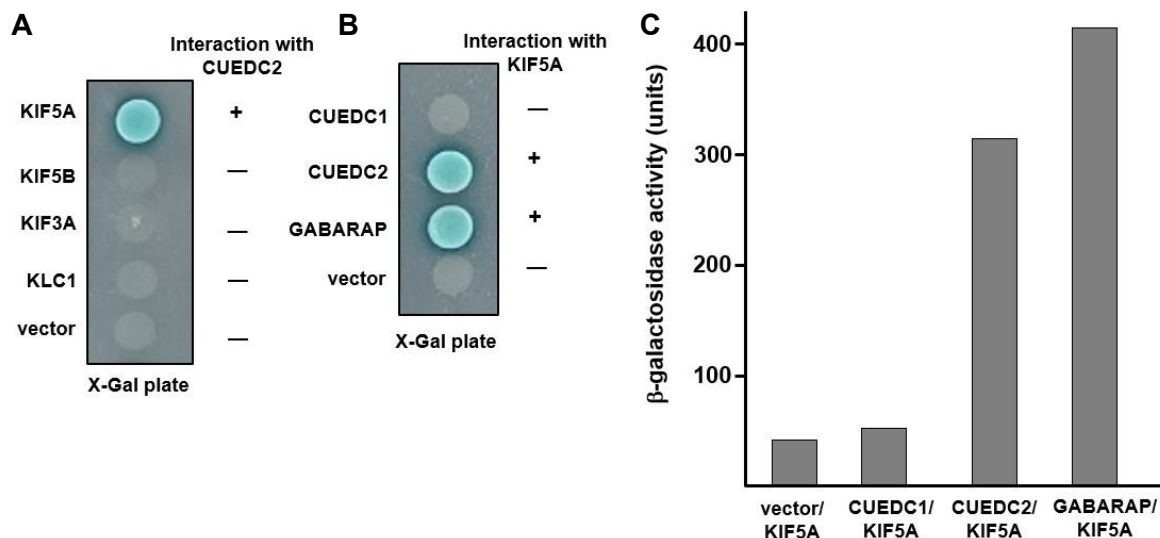 A
Interaction with
CUEDC2
KIF5A
+
KIF5B
—
KIF3A
—
KLC1
—
vector
—
X-Gal plate
B
Interaction with
KIF5A
CUEDC1
—
CUEDC2
+
GABARAP
+
vector
—
X-Gal plate
C
β-galactosidase activity (units)
400
300
200
100
vector/
KIF5A
CUEDC1/
KIF5A
CUEDC2/
KIF5A
GABARAP/
KIF5A